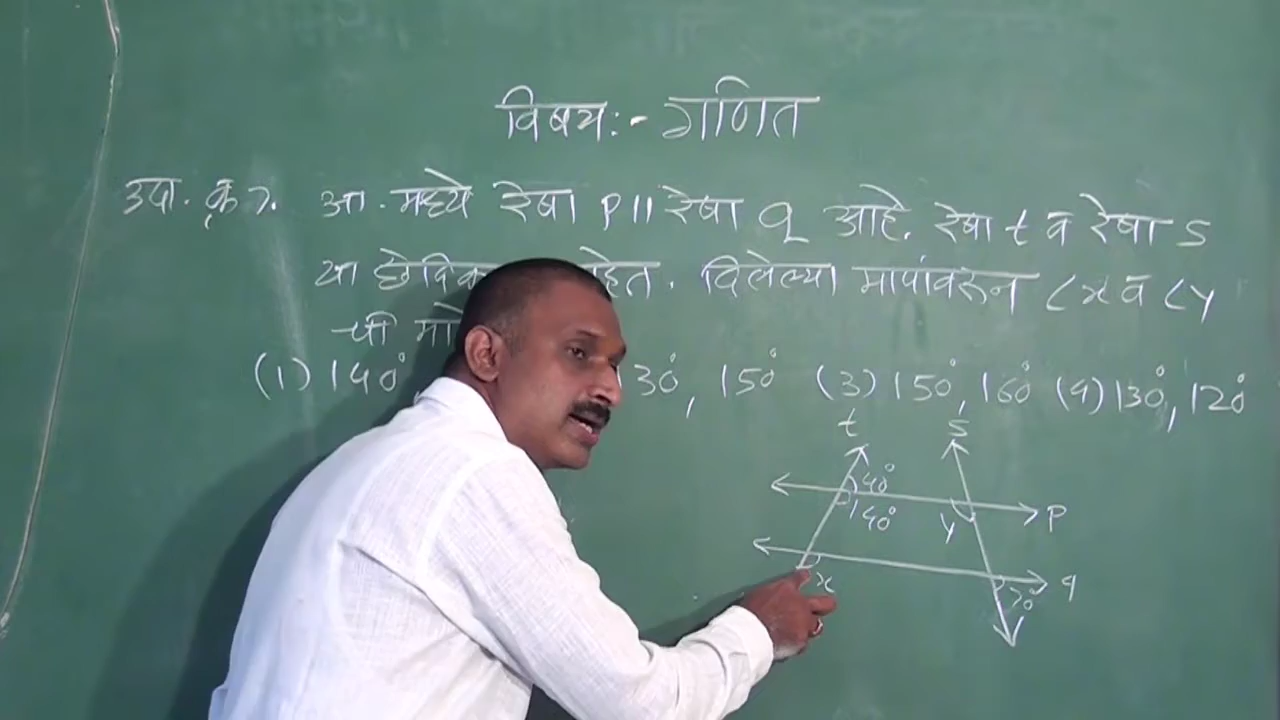 विषय:- गणित
उदा. क्र ७. आ. मध्ये रेषा P॥ रेषा q आहे. रेषा t व रेषा s
या आहेत. दिलेल्या मापांवरून ∠x व ∠y
ची
(1) 140° 30°, 150° (3) 150°, 160° (4) 130°, 120°
t s
40°
140° y P
x 70° q